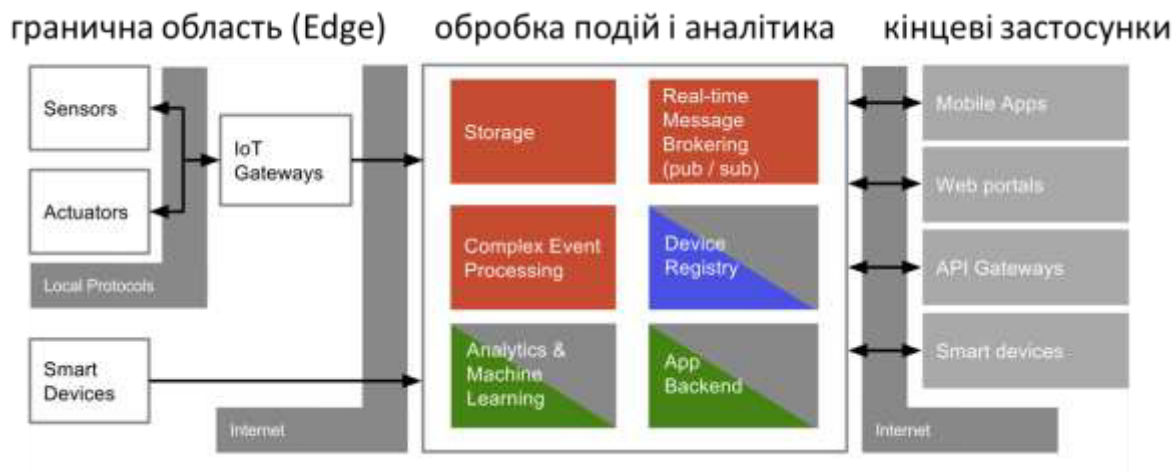 гранична область (Edge)
обробка подій і аналітика
кінцеві застосунки
Sensors
Actuators
IoT
Gateways
Local Protocols
Smart
Devices
Internet
Storage
Real-time
Message
Brokering
(pub / sub)
Complex Event
Processing
Device
Registry
Analytics &
Machine
Learning
App
Backend
Mobile Apps
Web portals
API Gateways
Smart devices
Internet